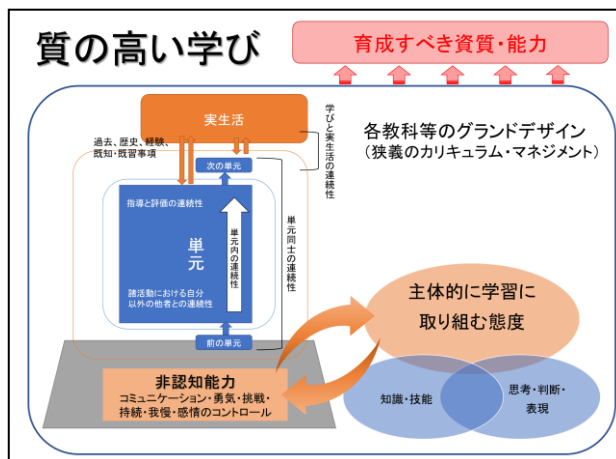 質の高い学び
育成すべき資質・能力
実生活
学びと実生活の連続性
各教科等のグランドデザイン
(狭義のカリキュラム・マネジメント)
過去、歴史、経験、
既知・既習事項
次の単元
指導と評価の連続性
単元
単元内の連続性
単元同士の連続性
諸活動における自分
以外の他者との連続性
前の単元
主体的に学習に
取り組む態度
知識・技能
思考・判断・
表現
非認知能力
コミュニケーション・勇気・挑戦・
持続・我慢・感情のコントロール